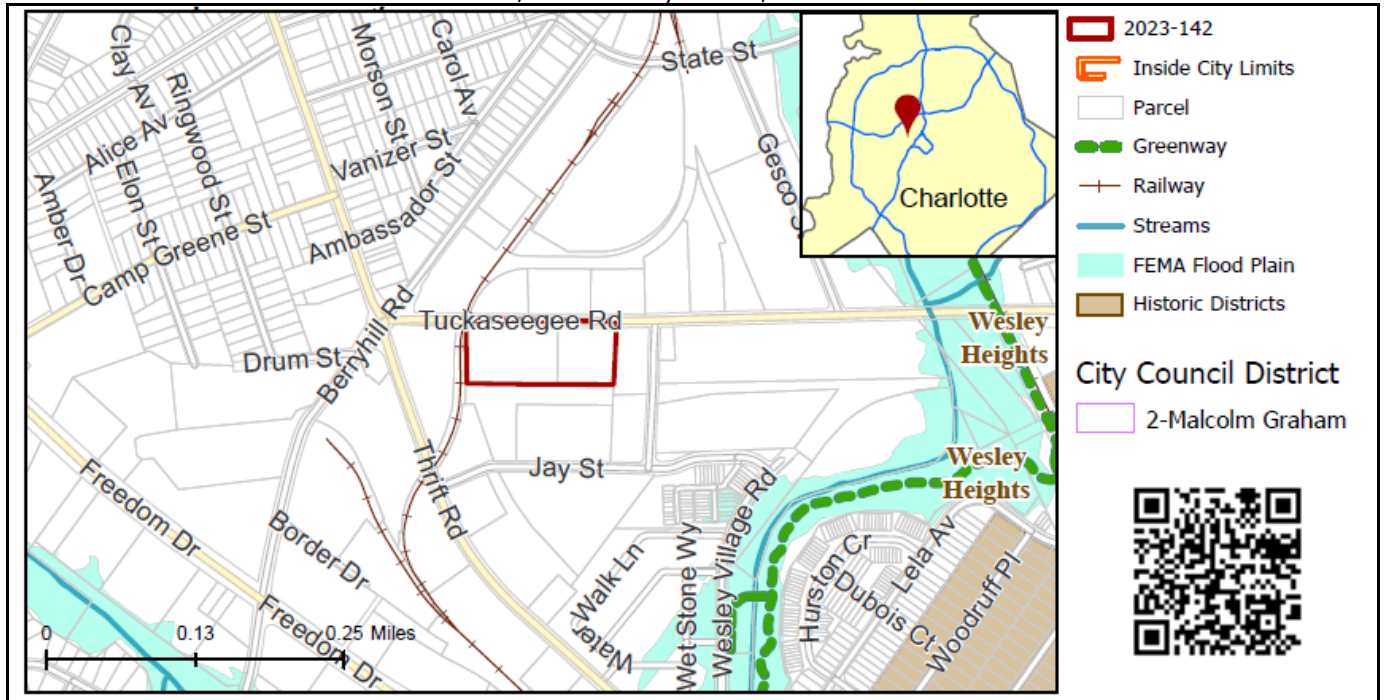 State St
Clay Av
Morson St
Carol Av
Ringwood St
Alice Av
Vanizer St
Elon St
Amber Dr
Ambassador St
Camp Greene St
Gesco St
Charlotte
Tuckaseegee Rd
Berryhill Rd
Drum St
Wesley
Heights
Jay St
Thrift Rd
Wesley
Heights
Freedom Dr
Border Dr
Freedom Dr
Walk Ln
Water
Wet Stone Wy
Wesley Village Rd
Hurston Cr
Dubois Ct
Lela Av
Woodruff Pl
0
0.13
0.25 Miles
2023-142
Inside City Limits
Parcel
Greenway
Railway
Streams
FEMA Flood Plain
Historic Districts
City Council District
2-Malcolm Graham